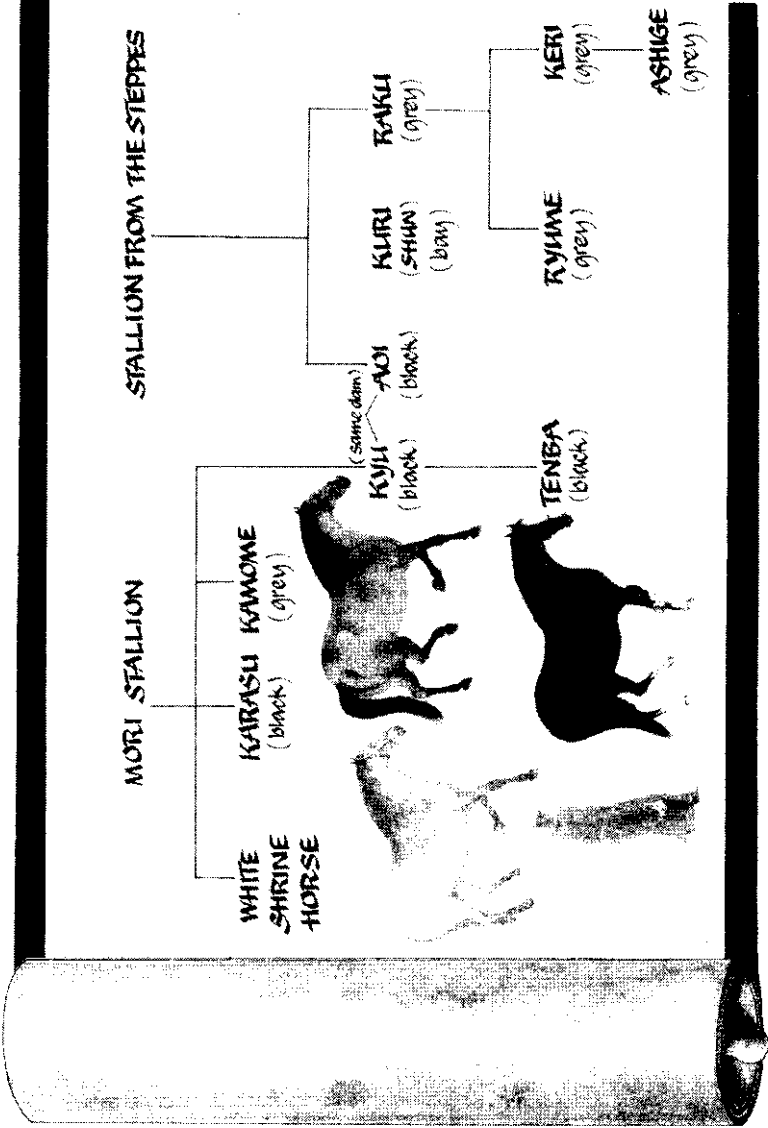 MORI STALLION
WHITE
SHRINE
HORSE
KARASU
(black)
KAMOME
(grey)
KYU
(black)
(same dam)
TENBA
(black)
STALLION FROM THE STEPPES
AOI
(black)
KURI
(SHUN)
(bay)
RAKU
(grey)
RYUME
(grey)
KERI
(grey)
ASHIGE
(grey)